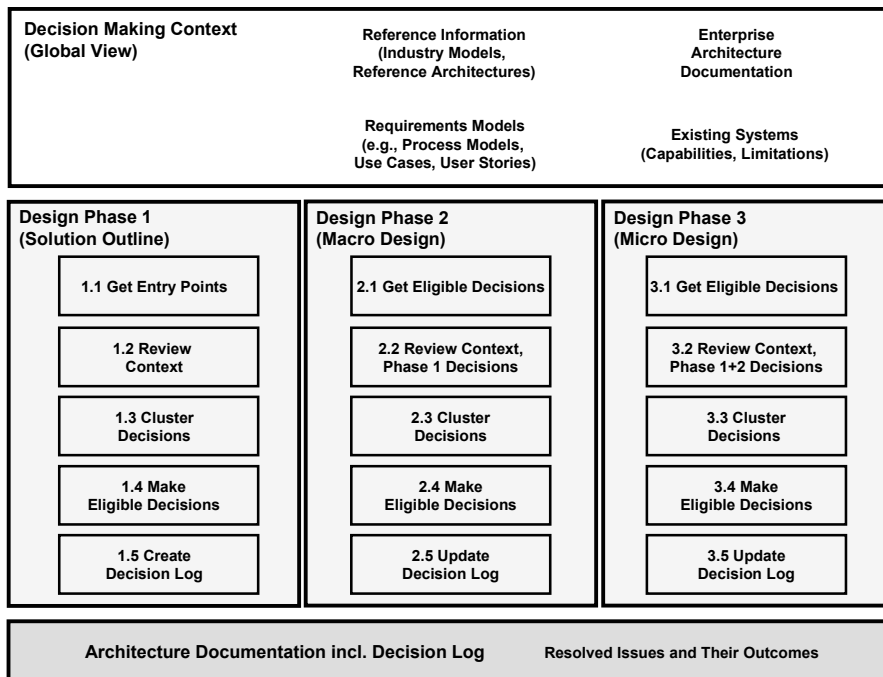 Decision Making Context
(Global View)
Reference Information
(Industry Models,
Reference Architectures)
Enterprise
Architecture
Documentation
Requirements Models
(e.g., Process Models,
Use Cases, User Stories)
Existing Systems
(Capabilities, Limitations)
Design Phase 1
(Solution Outline)
1.1 Get Entry Points
1.2 Review
Context
1.3 Cluster
Decisions
1.4 Make
Eligible Decisions
1.5 Create
Decision Log
Design Phase 2
(Macro Design)
2.1 Get Eligible Decisions
2.2 Review Context,
Phase 1 Decisions
2.3 Cluster
Decisions
2.4 Make
Eligible Decisions
2.5 Update
Decision Log
Design Phase 3
(Micro Design)
3.1 Get Eligible Decisions
3.2 Review Context,
Phase 1+2 Decisions
3.3 Cluster
Decisions
3.4 Make
Eligible Decisions
3.5 Update
Decision Log
Architecture Documentation incl. Decision Log
Resolved Issues and Their Outcomes